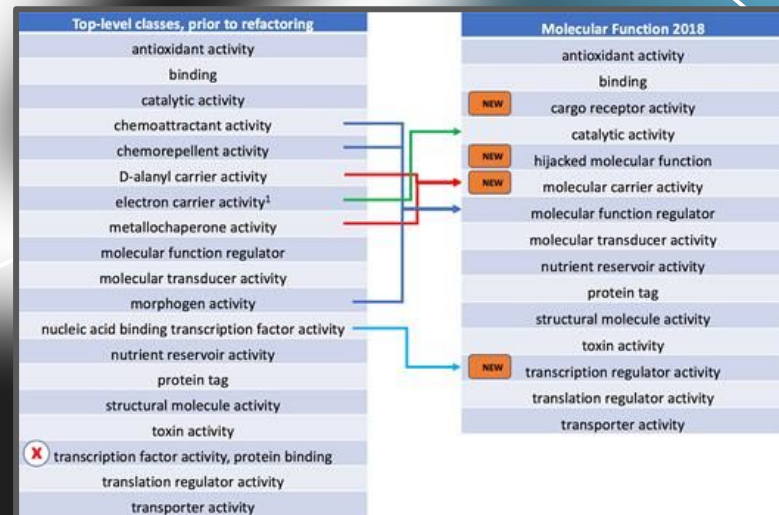 Top-level classes, prior to refactoring
antioxidant activity
binding
catalytic activity
chemoattractant activity
chemorepellent activity
D-alanyl carrier activity
electron carrier activity¹
metallochaperone activity
molecular function regulator
molecular transducer activity
morphogen activity
nucleic acid binding transcription factor activity
nutrient reservoir activity
protein tag
structural molecule activity
toxin activity
X transcription factor activity, protein binding
translation regulator activity
transporter activity
Molecular Function 2018
antioxidant activity
binding
NEW cargo receptor activity
catalytic activity
NEW hijacked molecular function
NEW molecular carrier activity
molecular function regulator
molecular transducer activity
nutrient reservoir activity
protein tag
structural molecule activity
toxin activity
NEW transcription regulator activity
translation regulator activity
transporter activity